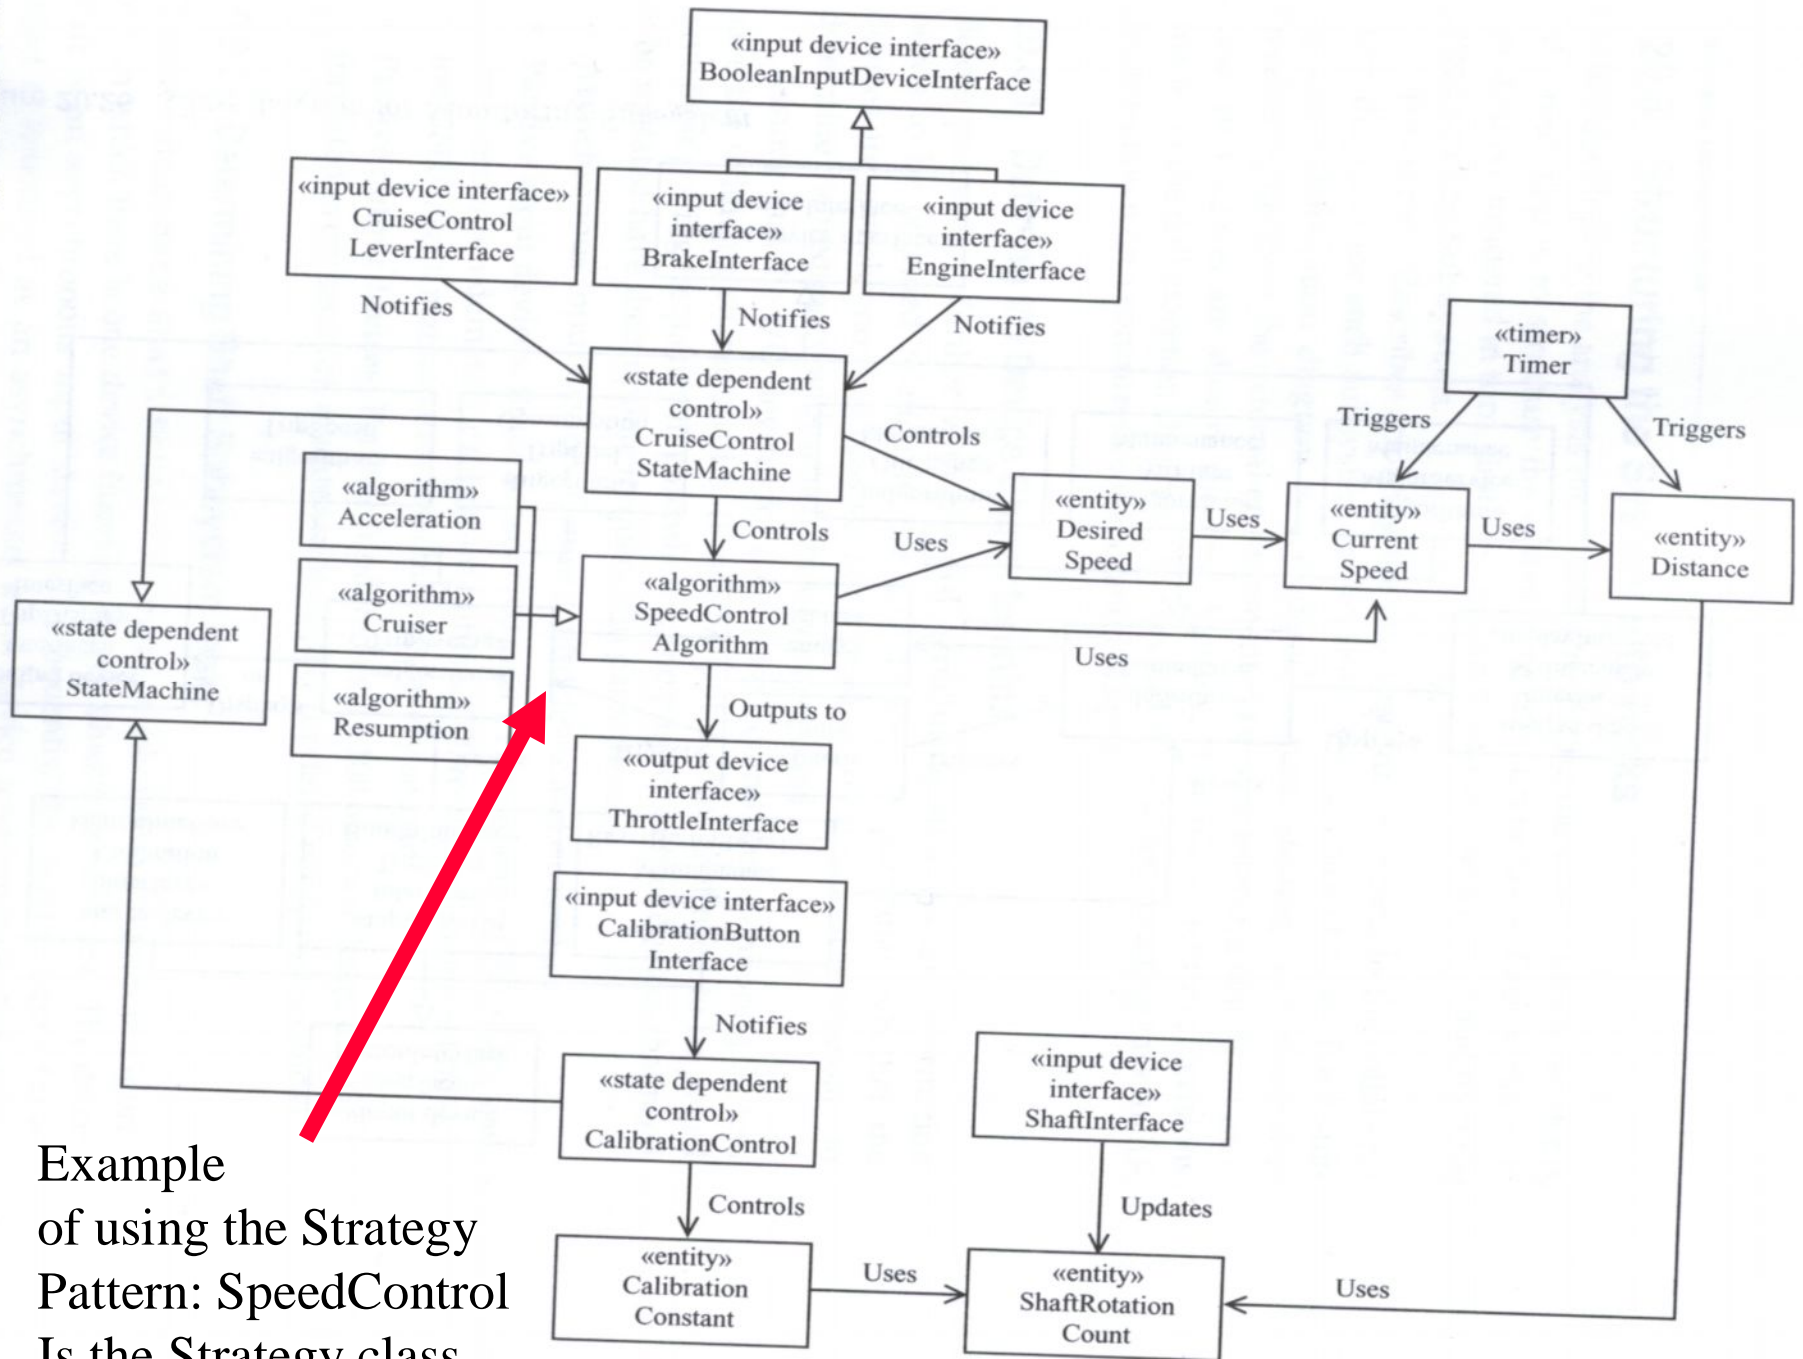 «input device interface»
BooleanInputDeviceInterface
«input device interface»
CruiseControl
LeverInterface
«input device
interface»
BrakeInterface
«input device
interface»
EngineInterface
Notifies
Notifies
Notifies
«timer»
Timer
«state dependent
control»
CruiseControl
StateMachine
Triggers
Triggers
Controls
«algorithm»
Acceleration
Controls
Uses
«entity»
Desired
Speed
Uses
«entity»
Current
Speed
Uses
«entity»
Distance
«algorithm»
Cruiser
«algorithm»
SpeedControl
Algorithm
«state dependent
control»
StateMachine
Uses
«algorithm»
Resumption
Outputs to
«output device
interface»
ThrottleInterface
«input device interface»
CalibrationButton
Interface
Notifies
«state dependent
control»
CalibrationControl
«input device
interface»
ShaftInterface
Controls
Updates
«entity»
Calibration
Constant
Uses
«entity»
ShaftRotation
Count
Uses
Example
of using the Strategy
Pattern: SpeedControl
Is the Strategy class